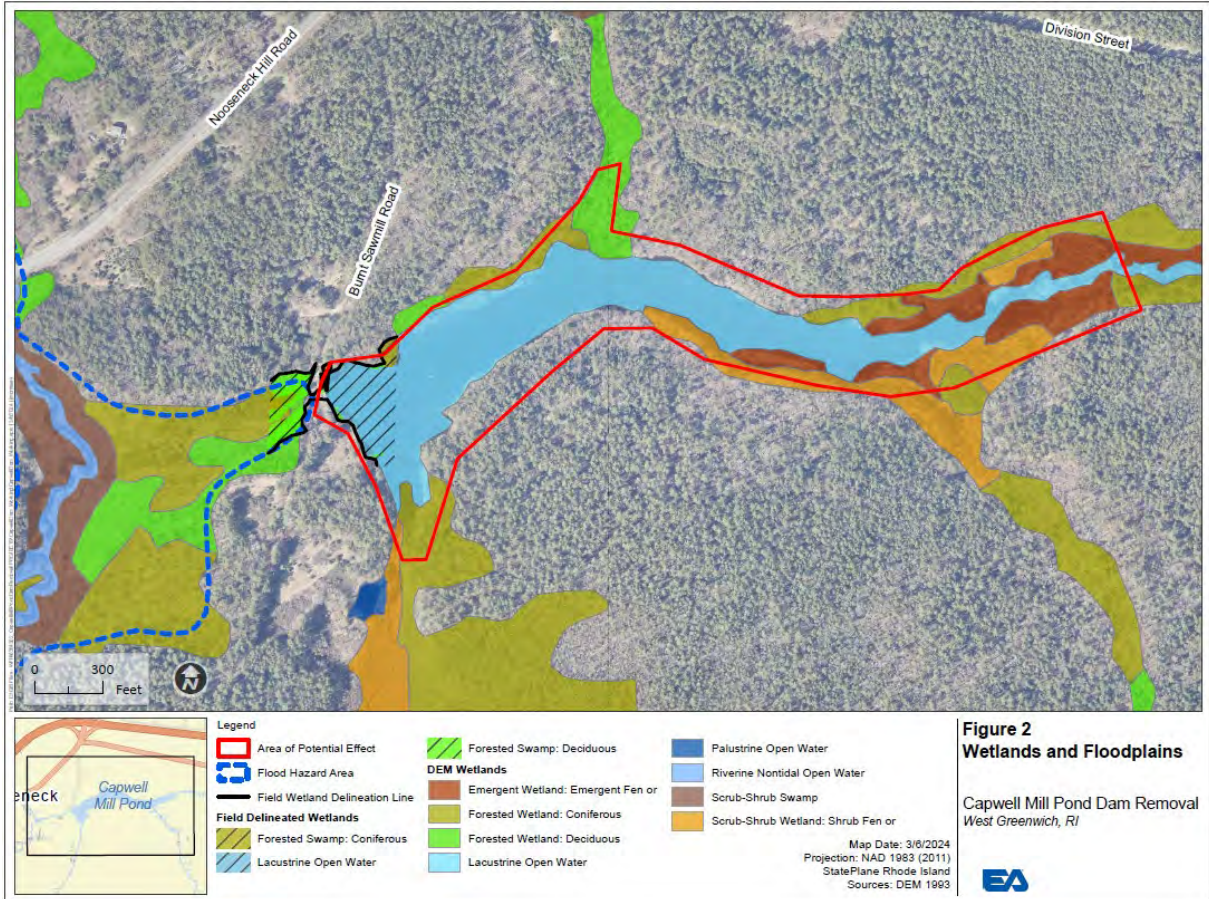 Division Street
Nooseneck Hill Road
Burnt Sawmill Road
0 300
Feet
N
eneck
Capwell
Mill Pond
Legend
Area of Potential Effect
Flood Hazard Area
Field Wetland Delineation Line
Field Delineated Wetlands
Forested Swamp: Coniferous
Lacustrine Open Water
Forested Swamp: Deciduous
DEM Wetlands
Emergent Wetland: Emergent Fen or
Forested Wetland: Coniferous
Forested Wetland: Deciduous
Lacustrine Open Water
Palustrine Open Water
Riverine Nontidal Open Water
Scrub-Shrub Swamp
Scrub-Shrub Wetland: Shrub Fen or
Map Date: 3/6/2024
Projection: NAD 1983 (2011)
StatePlane Rhode Island
Sources: DEM 1993
Figure 2
Wetlands and Floodplains
Capwell Mill Pond Dam Removal
West Greenwich, RI
EA